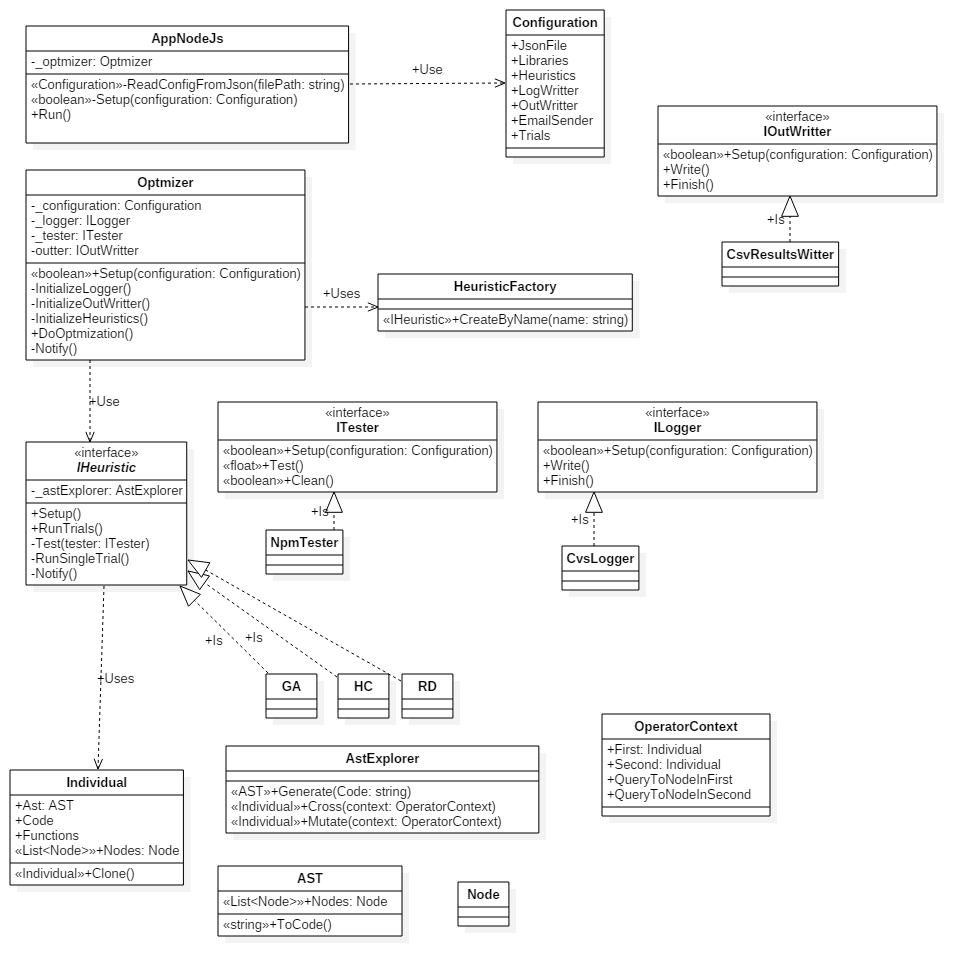 AppNodeJs
-_optmizer: Optmizer
«Configuration»-ReadConfigFromJson(filePath: string)
«boolean»-Setup(configuration: Configuration)
+Run()
+Use
Configuration
+JsonFile
+Libraries
+Heuristics
+LogWritter
+OutWritter
+EmailSender
+Trials
«interface»
IOutWritter
«boolean»+Setup(configuration: Configuration)
+Write()
+Finish()
+Is
CsvResultsWitter
Optmizer
-_configuration: Configuration
-_logger: ILogger
-_tester: ITester
-outter: IOutWritter
«boolean»+Setup(configuration: Configuration)
-InitializeLogger()
-InitializeOutWritter()
-InitializeHeuristics()
+DoOptmization()
-Notify()
+Uses
HeuristicFactory
«IHeuristic»+CreateByName(name: string)
+Use
«interface»
IHeuristic
-_astExplorer: AstExplorer
+Setup()
+RunTrials()
-Test(tester: ITester)
-RunSingleTrial()
-Notify()
«interface»
ITester
«boolean»+Setup(configuration: Configuration)
«float»+Test()
«boolean»+Clean()
+Is
NpmTester
«interface»
ILogger
«boolean»+Setup(configuration: Configuration)
+Write()
+Finish()
+Is
CvsLogger
+Is
+Is
+Uses
GA
HC
RD
Individual
+Ast: AST
+Code
+Functions
«List<Node>»+Nodes: Node
«Individual»+Clone()
AstExplorer
«AST»+Generate(Code: string)
«Individual»+Cross(context: OperatorContext)
«Individual»+Mutate(context: OperatorContext)
OperatorContext
+First: Individual
+Second: Individual
+QueryToNodeInFirst
+QueryToNodeInSecond
AST
«List<Node>»+Nodes: Node
«string»+ToCode()
Node